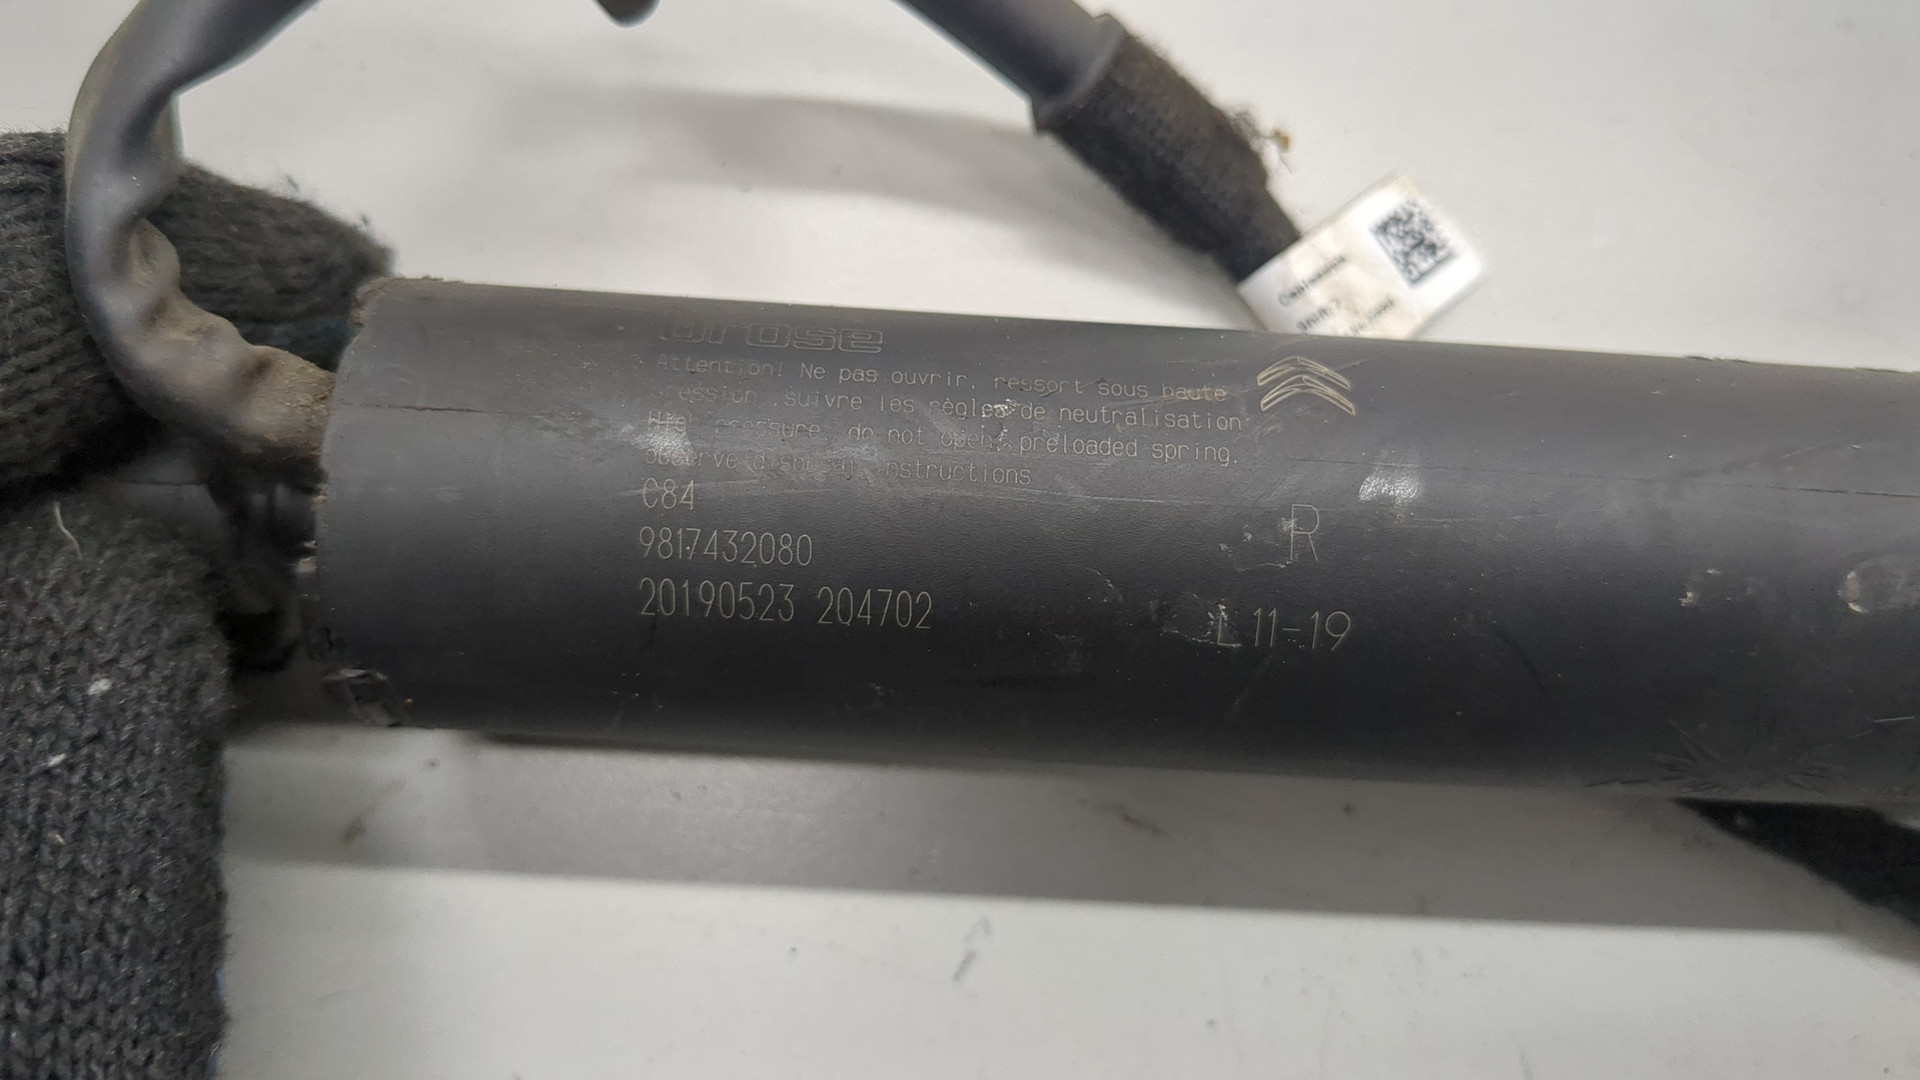 brose
Attention! Ne pas ouvrir, ressort sous haute
pression, suivre les règles de neutralisation
High pressure, do not open, preloaded spring.
observe disposal instructions
C84
9817432080
20190523 204702
R
L 11-19